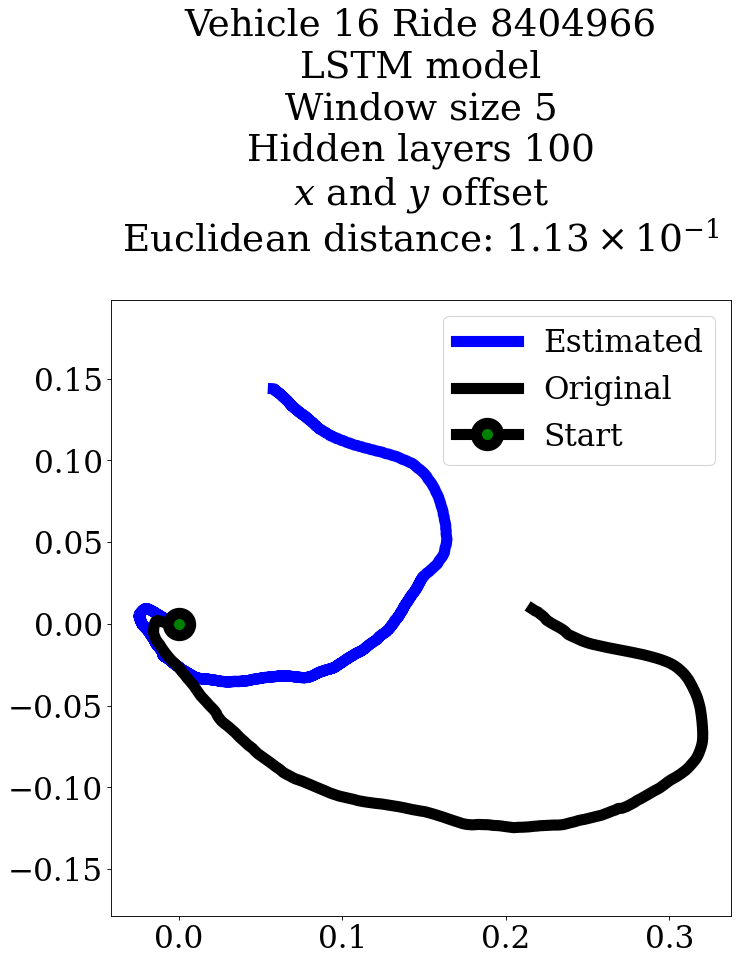 Vehicle 16 Ride 8404966
LSTM model
Window size 5
Hidden layers 100
x and y offset
Euclidean distance: 1.13 × 10⁻¹
Estimated
Original
Start
0.15
0.10
0.05
0.00
−0.05
−0.10
−0.15
0.0 0.1 0.2 0.3